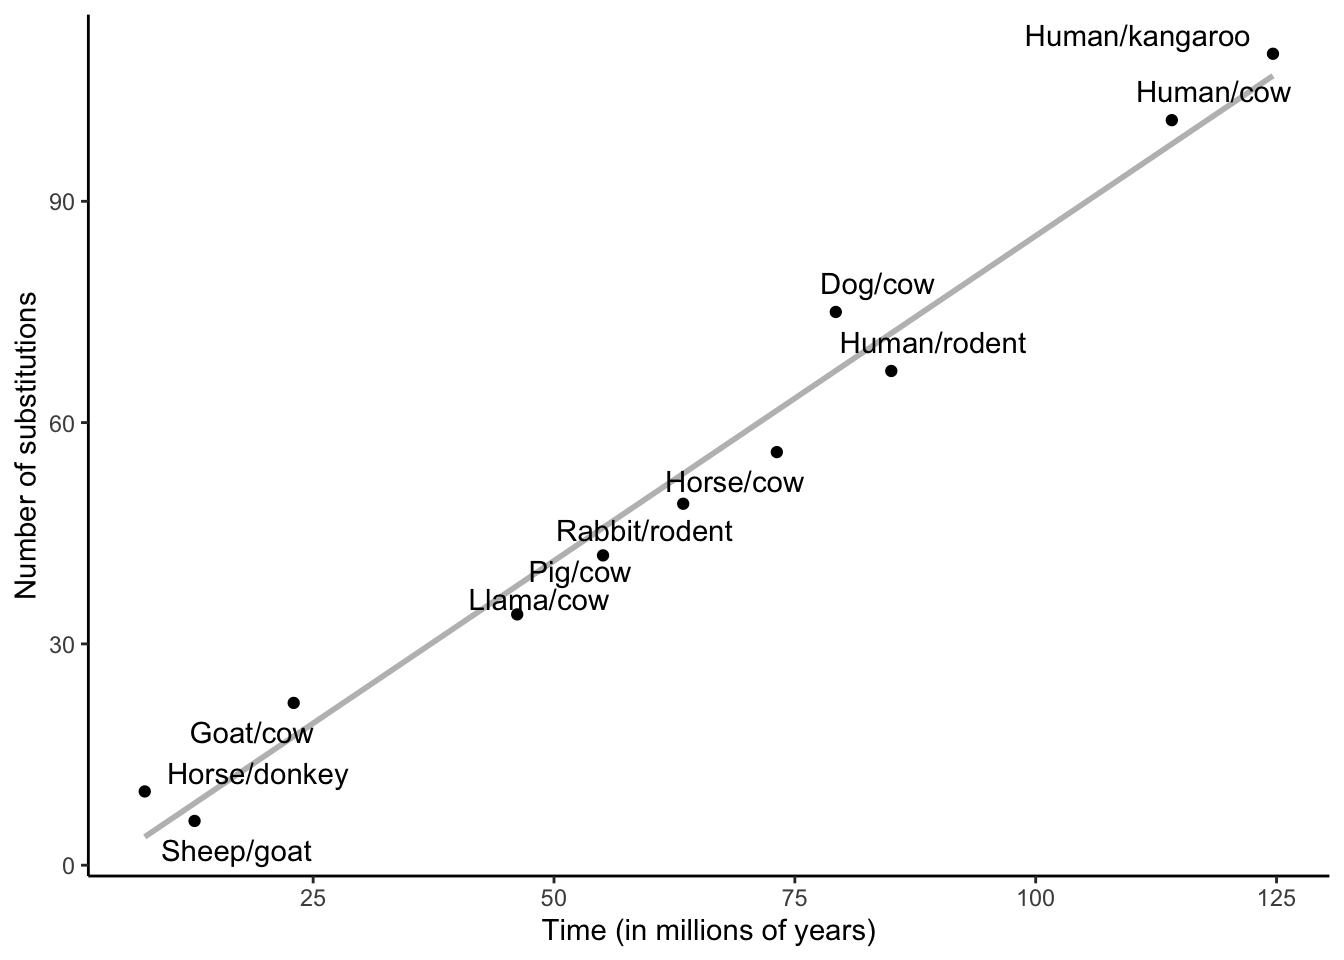 Human/kangaroo
Human/cow
90
Dog/cow
Human/rodent
Number of substitutions
60
Horse/cow
Rabbit/rodent
Pig/cow
Llama/cow
30
Goat/cow
Horse/donkey
Sheep/goat
0
25
50
75
100
125
Time (in millions of years)